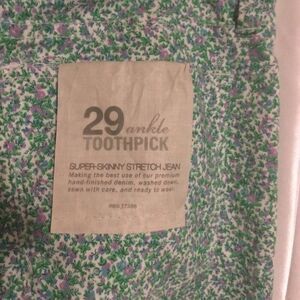 29 ankle
TOOTHPICK
SUPER-SKINNY STRETCH JEAN
Making the best use of our premium
hand-finished denim, washed down,
sewn with care, and ready to wear.